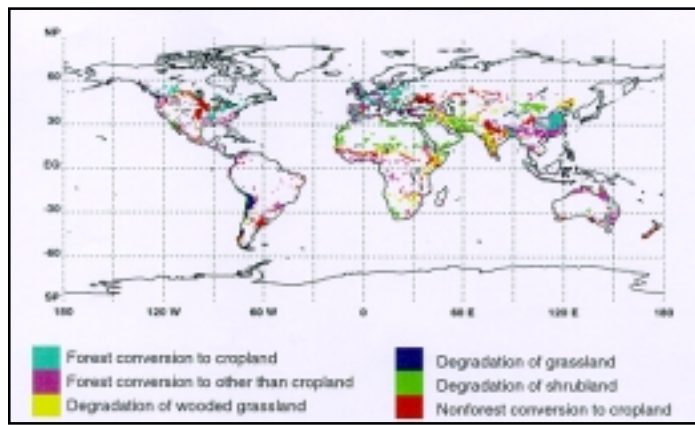 NP
60
30
EQ
-30
-60
SP
180 120 W 60 W 0 60 E 120 E 180
Forest conversion to cropland
Forest conversion to other than cropland
Degradation of wooded grassland
Degradation of grassland
Degradation of shrubland
Nonforest conversion to cropland